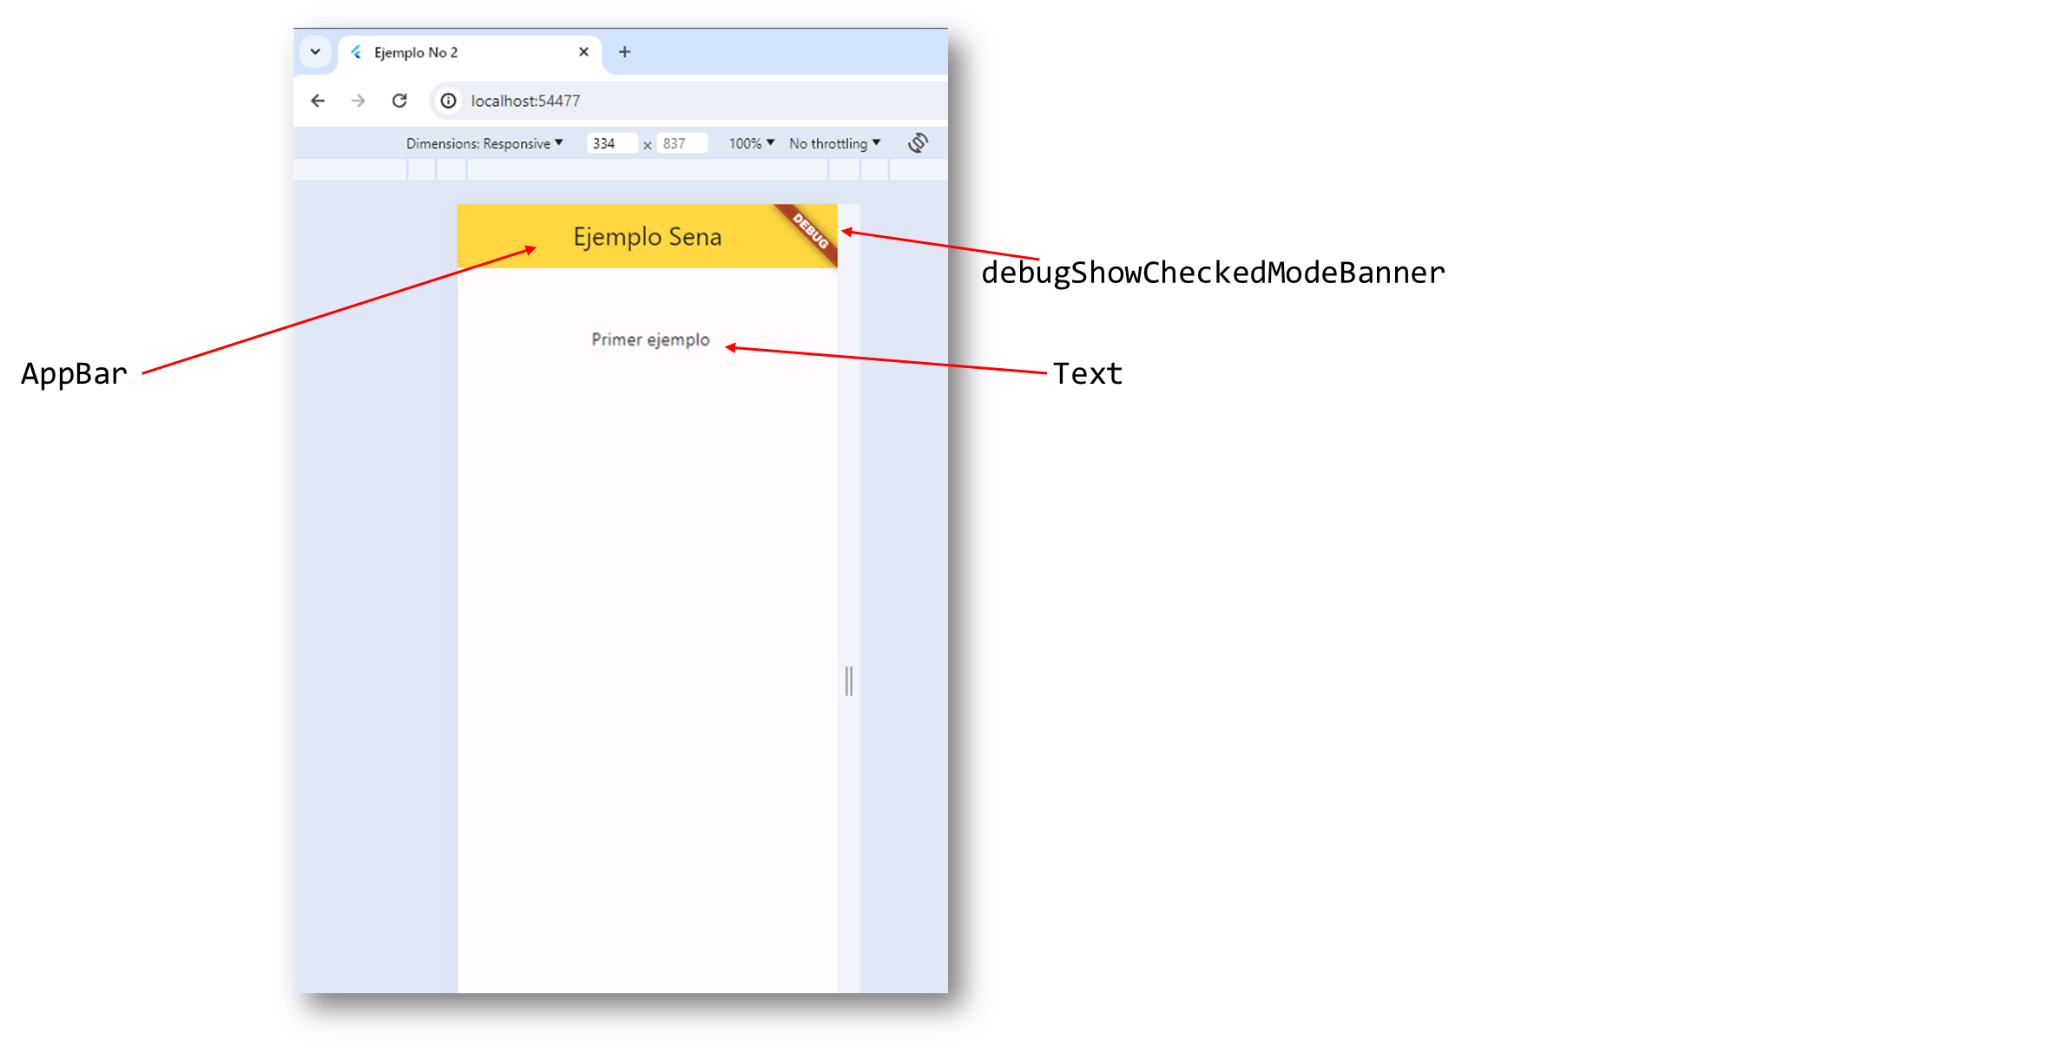 Ejemplo No 2
localhost:54477
Dimensions: Responsive 334 × 837 100% No throttling
Ejemplo Sena
DEBUG
debugShowCheckedModeBanner
Primer ejemplo
AppBar
Text